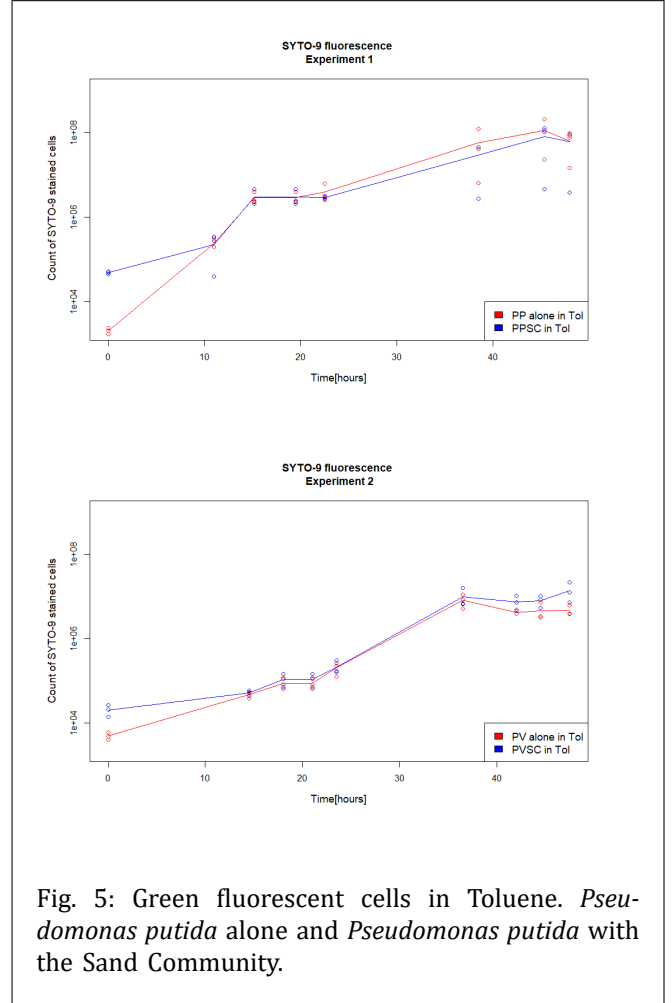 SYTO-9 fluorescence
Experiment 1
Count of SYTO-9 stained cells
1e+08
1e+06
1e+04
PP alone in Tol
PPSC in Tol
0 10 20 30 40
Time[hours]
SYTO-9 fluorescence
Experiment 2
Count of SYTO-9 stained cells
1e+08
1e+06
1e+04
PV alone in Tol
PVSC in Tol
0 10 20 30 40
Time[hours]
Fig. 5: Green fluorescent cells in Toluene. Pseu-
domonas putida alone and Pseudomonas putida with
the Sand Community.